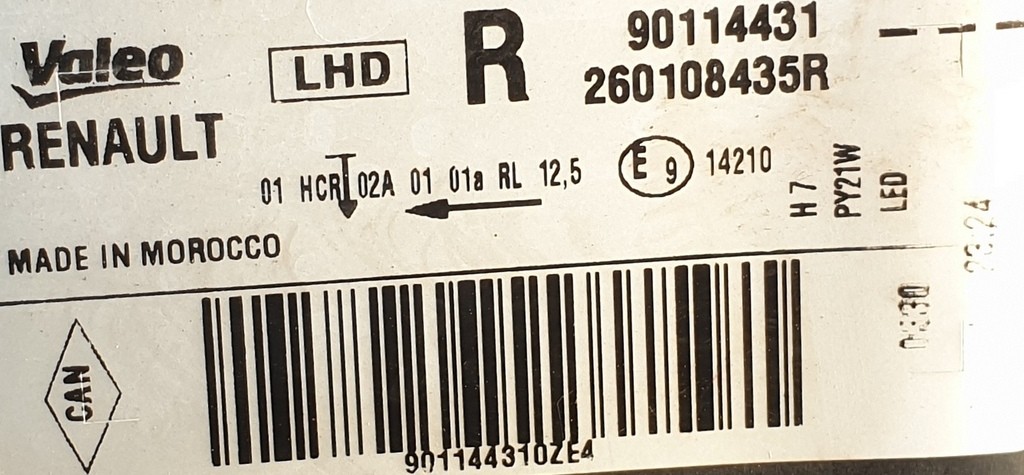 Valeo
RENAULT
LHD
R
90114431
260108435R
01 HCR 02A 01 01a RL 12,5
E 9 14210
H7
PY21W
LED
MADE IN MOROCCO
CAN
901144310ZE4